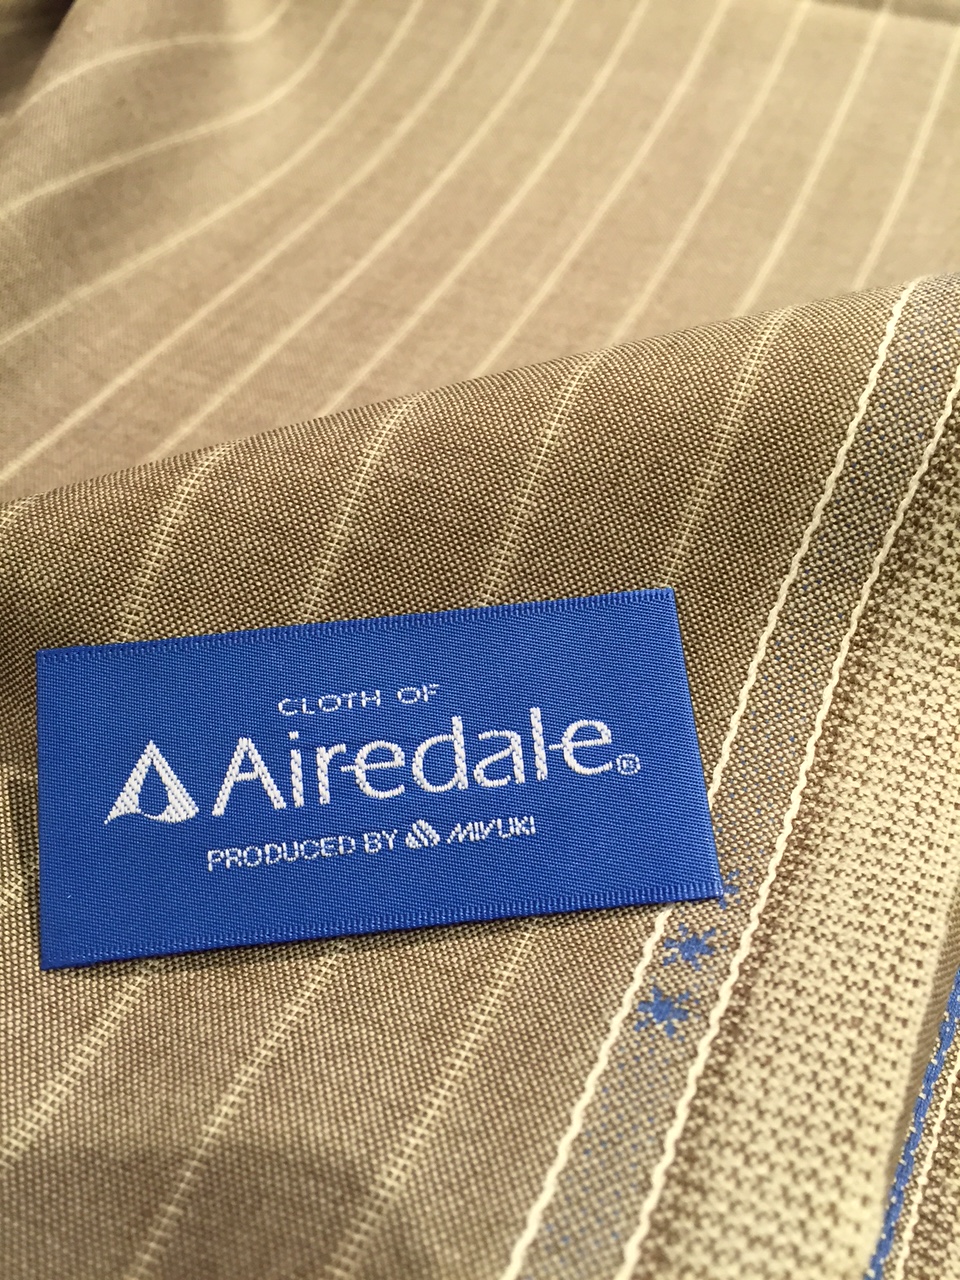 CLOTH OF
Airedale®
PRODUCED BY MIYUKI